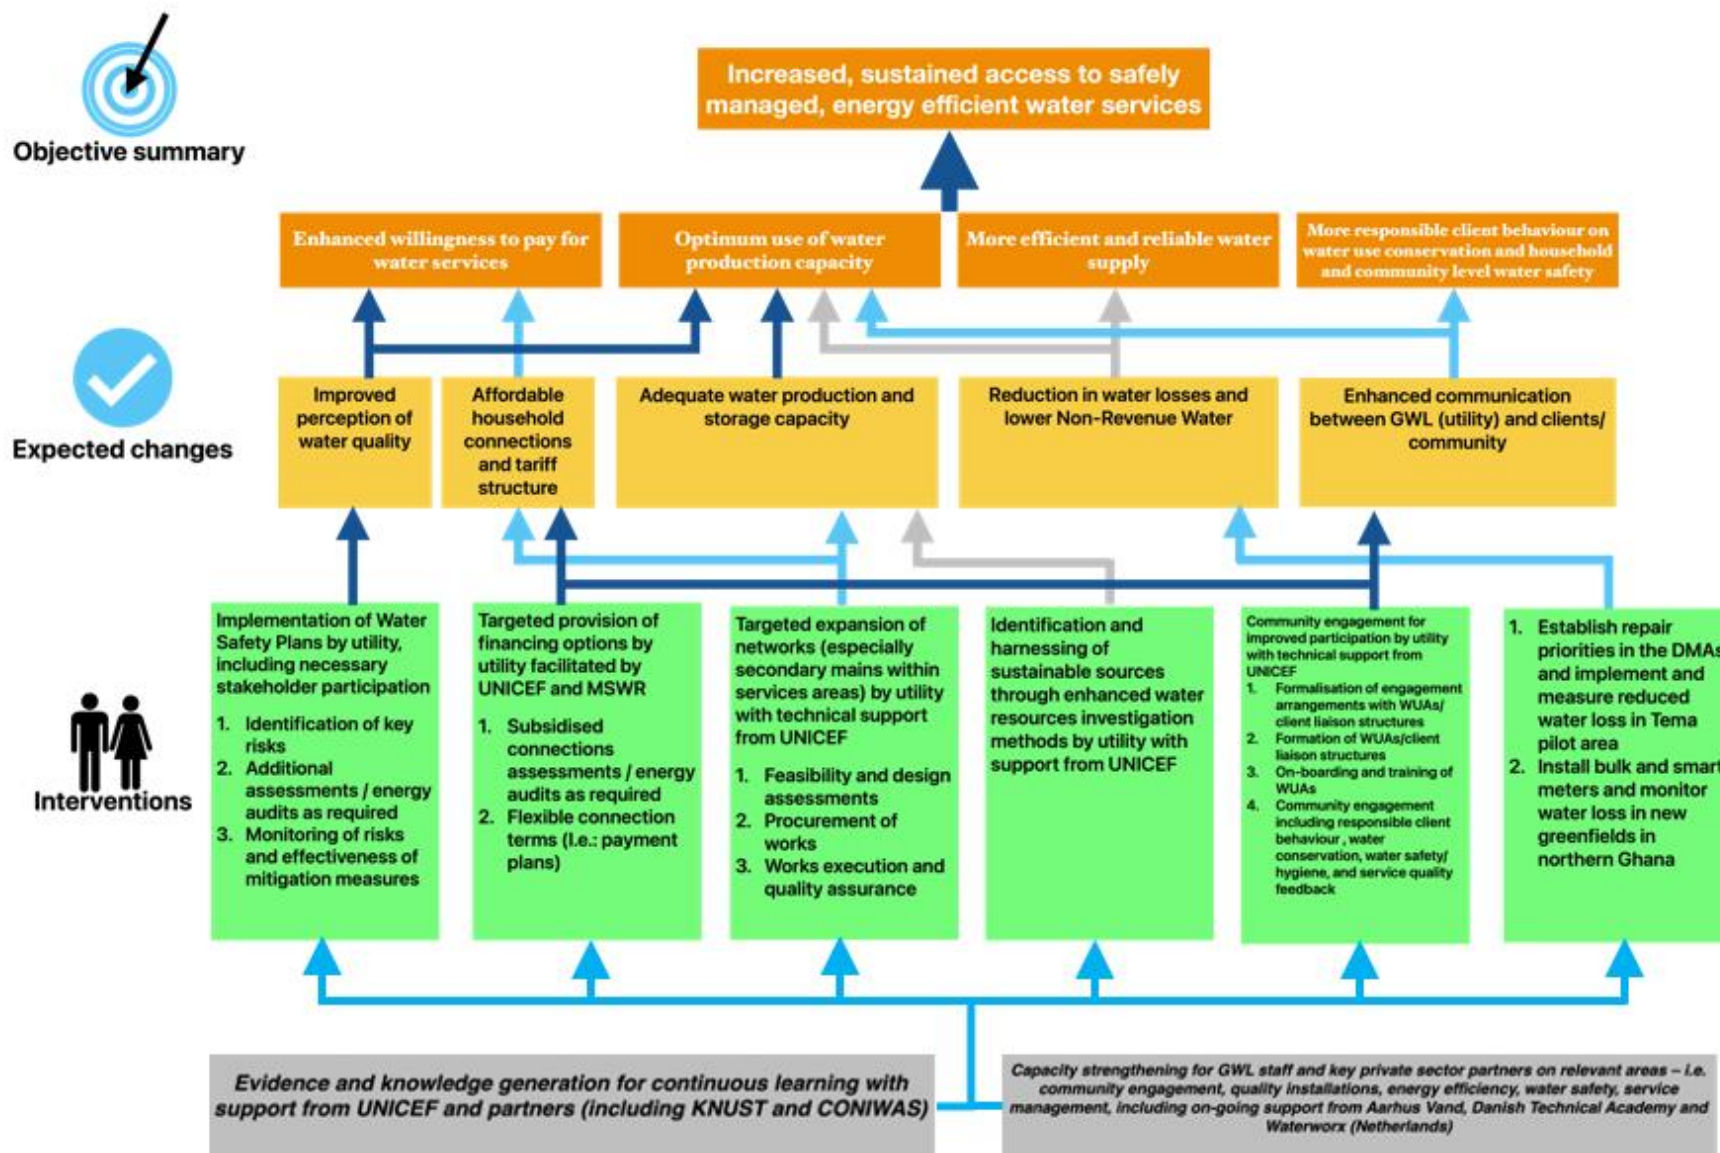 Objective summary
Increased, sustained access to safely
managed, energy efficient water services
Enhanced willingness to pay for
water services
Optimum use of water
production capacity
More efficient and reliable water
supply
More responsible client behaviour on
water use conservation and household
and community level water safety
Expected changes
Improved
perception of
water quality
Affordable
household
connections
and tariff
structure
Adequate water production and
storage capacity
Reduction in water losses and
lower Non-Revenue Water
Enhanced communication
between GWL (utility) and clients/
community
Interventions
Implementation of Water
Safety Plans by utility,
including necessary
stakeholder participation
1. Identification of key
risks
2. Additional
assessments / energy
audits as required
3. Monitoring of risks
and effectiveness of
mitigation measures
Targeted provision of
financing options by
utility facilitated by
UNICEF and MSWR
1. Subsidised
connections
assessments / energy
audits as required
2. Flexible connection
terms (I.e.: payment
plans)
Targeted expansion of
networks (especially
secondary mains within
services areas) by utility
with technical support
from UNICEF
1. Feasibility and design
assessments
2. Procurement of
works
3. Works execution and
quality assurance
Identification and
harnessing of
sustainable sources
through enhanced water
resources investigation
methods by utility with
support from UNICEF
Community engagement for
improved participation by utility
with technical support from
UNICEF
1. Formalisation of engagement
arrangements with WUAs/
client liaison structures
2. Formation of WUAs/client
liaison structures
3. On-boarding and training of
WUAs
4. Community engagement
including responsible client
behaviour , water
conservation, water safety/
hygiene, and service quality
feedback
1. Establish repair
priorities in the DMAs
and implement and
measure reduced
water loss in Tema
pilot area
2. Install bulk and smart
meters and monitor
water loss in new
greenfields in
northern Ghana
Evidence and knowledge generation for continuous learning with
support from UNICEF and partners (including KNUST and CONIWAS)
Capacity strengthening for GWL staff and key private sector partners on relevant areas – i.e.
community engagement, quality installations, energy efficiency, water safety, service
management, including on-going support from Aarhus Vand, Danish Technical Academy and
Waterworx (Netherlands)